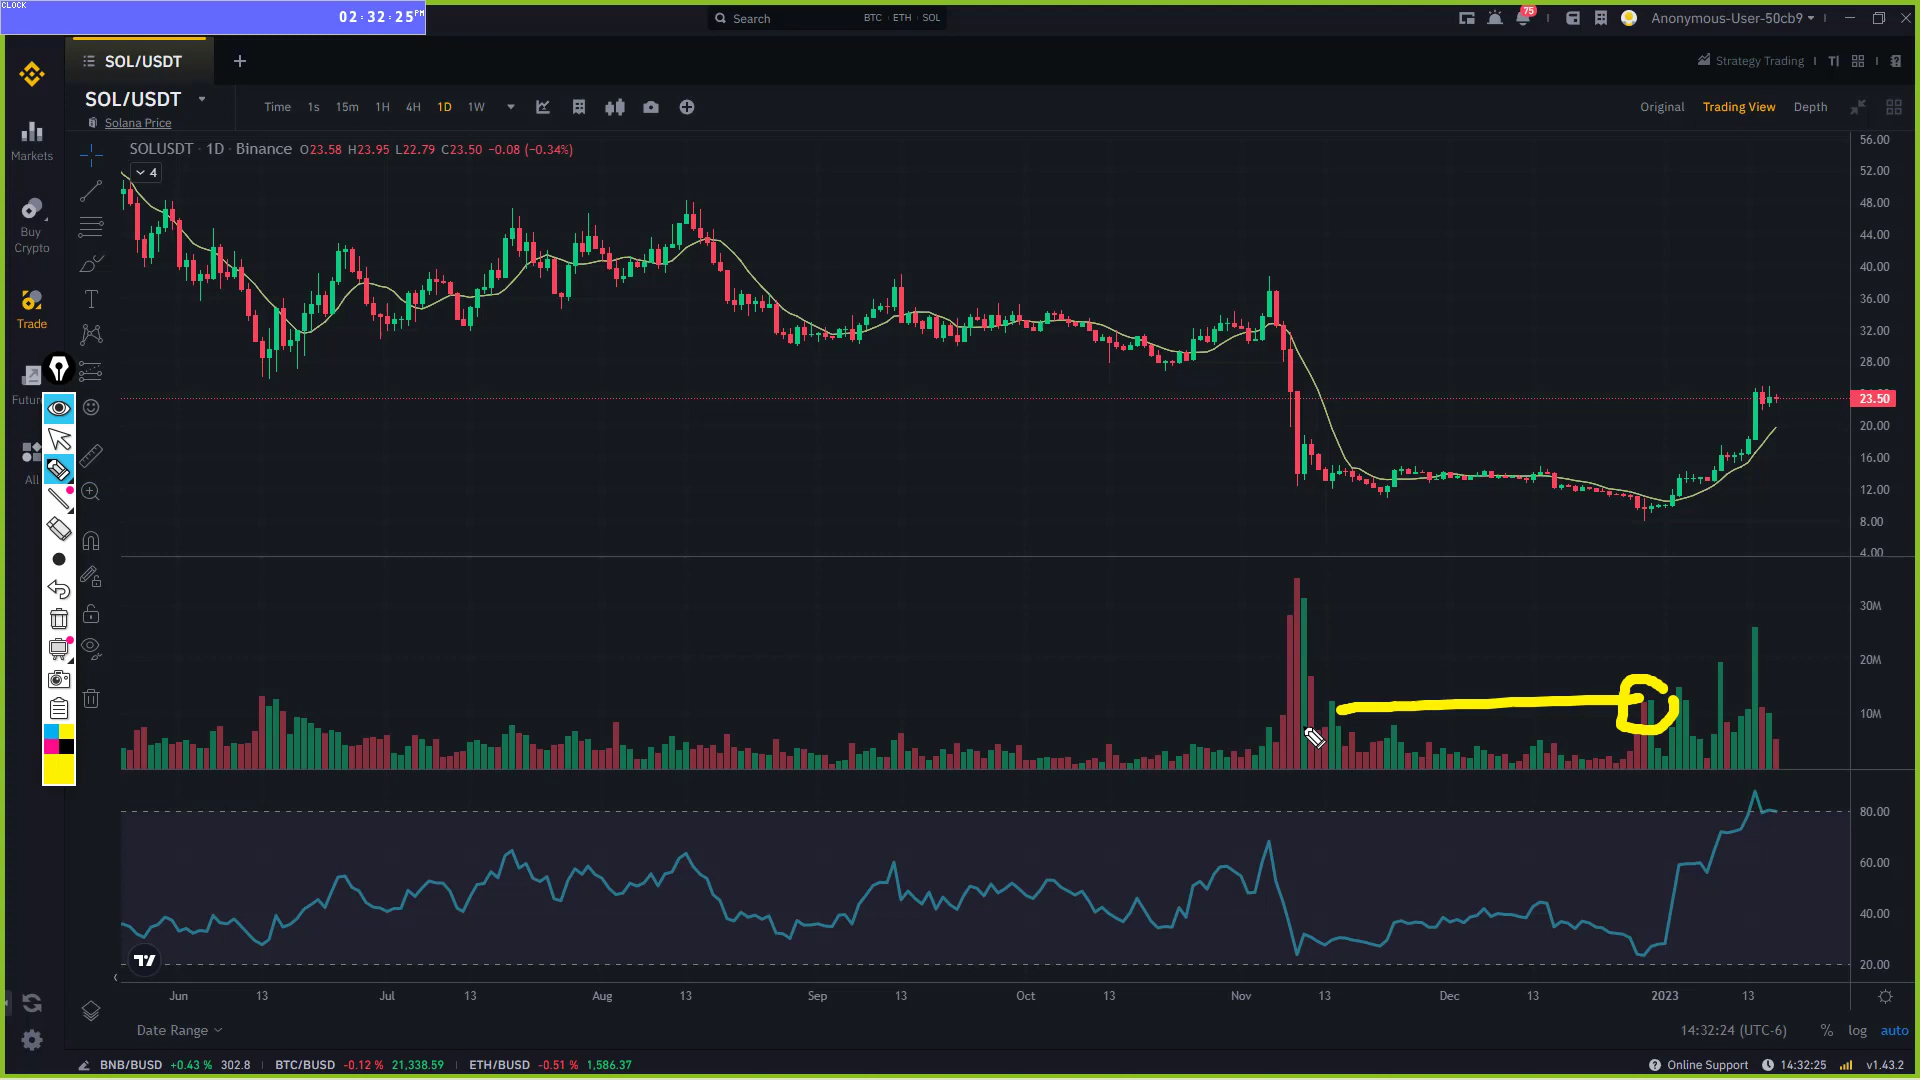 CLOCK
02:32:25PM
Search BTC · ETH · SOL
75
Anonymous-User-50cb9
SOL/USDT
Strategy Trading
SOL/USDT
Solana Price
Time 1s 15m 1H 4H 1D 1W
Original Trading View Depth
SOLUSDT · 1D · Binance O23.58 H23.95 L22.79 C23.50 −0.08 (−0.34%)
4
Markets
Buy
Crypto
Trade
Futur
All
56.00
52.00
48.00
44.00
40.00
36.00
32.00
28.00
23.50
20.00
16.00
12.00
8.00
4.00
30M
20M
10M
80.00
60.00
40.00
20.00
Jun 13 Jul 13 Aug 13 Sep 13 Oct 13 Nov 13 Dec 13 2023 13
Date Range
14:32:24 (UTC-6) % log auto
BNB/BUSD +0.43 % 302.8 BTC/BUSD -0.12 % 21,338.59 ETH/BUSD -0.51 % 1,586.37
Online Support 14:32:25 v1.43.2